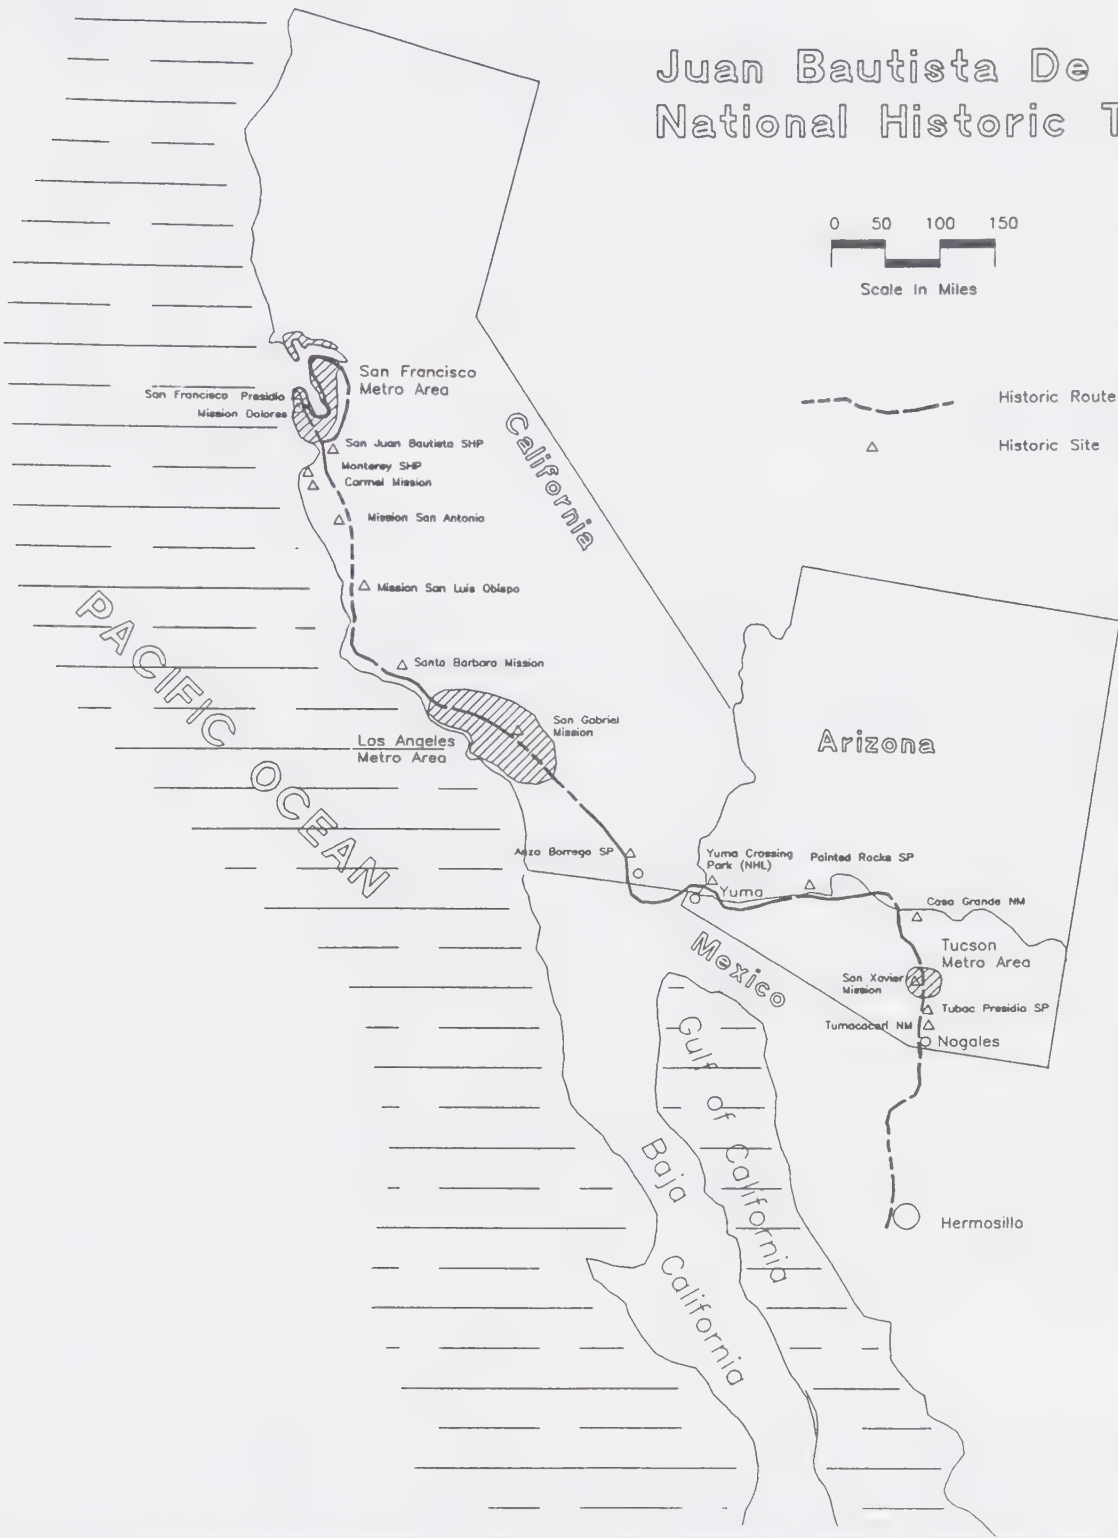 Juan Bautista De
National Historic T
0 50 100 150
Scale In Miles
Historic Route
Historic Site
San Francisco
Metro Area
San Francisco Presidio
Mission Dolores
San Juan Bautista SHP
Monterey SHP
Carmel Mission
Mission San Antonio
Mission San Luis Obispo
Santa Barbara Mission
San Gabriel
Mission
Los Angeles
Metro Area
California
PACIFIC OCEAN
Arizona
Anza Borrego SP
Yuma Crossing
Park (NHL)
Painted Rocks SP
Yuma
Casa Grande NM
Tucson
Metro Area
San Xavier
Mission
Tubac Presidio SP
Tumacacari NM
Nogales
Mexico
Gulf of California
Baja
California
Hermosillo